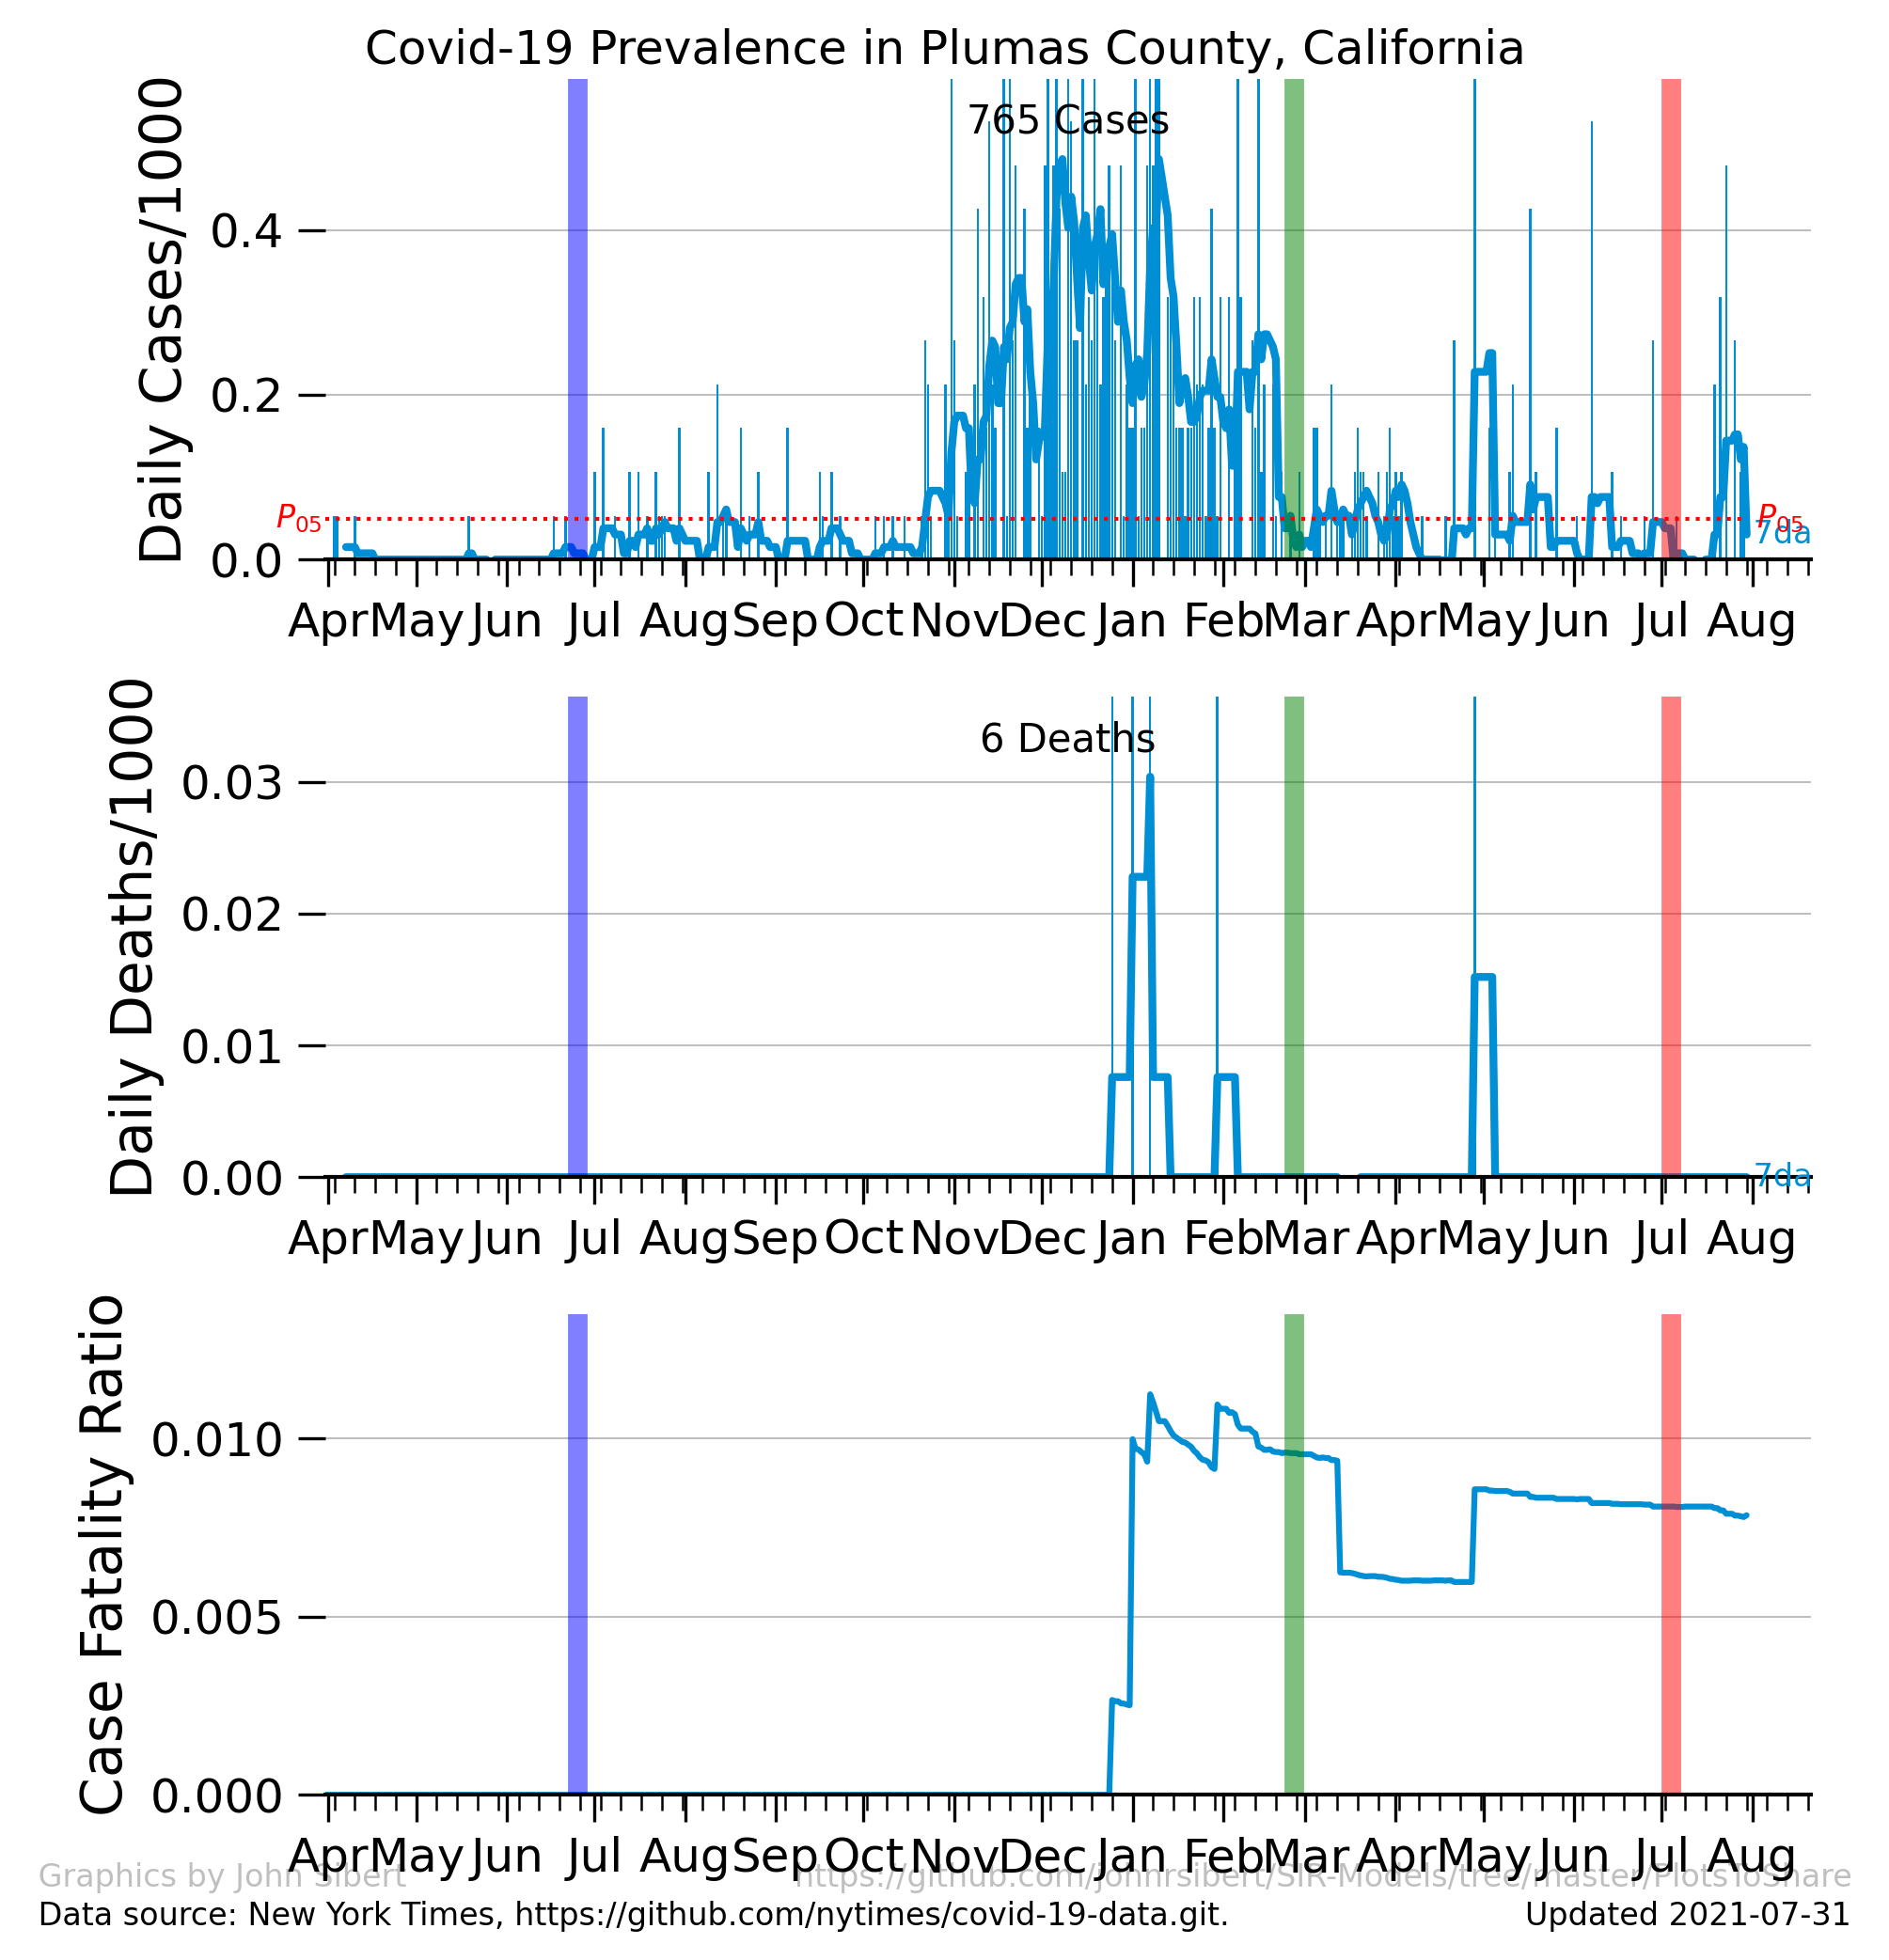 Covid-19 Prevalence in Plumas County, California
Daily Cases/1000
765 Cases
0.4
0.2
0.0
P05
P05
7da
Apr May Jun Jul Aug Sep Oct Nov Dec Jan Feb Mar Apr May Jun Jul Aug
Daily Deaths/1000
6 Deaths
0.03
0.02
0.01
0.00
7da
Apr May Jun Jul Aug Sep Oct Nov Dec Jan Feb Mar Apr May Jun Jul Aug
Case Fatality Ratio
0.010
0.005
0.000
Apr May Jun Jul Aug Sep Oct Nov Dec Jan Feb Mar Apr May Jun Jul Aug
Graphics by John Sibert https://github.com/johnrsibert/SIR-Models/tree/master/PlotsToShare
Data source: New York Times, https://github.com/nytimes/covid-19-data.git. Updated 2021-07-31